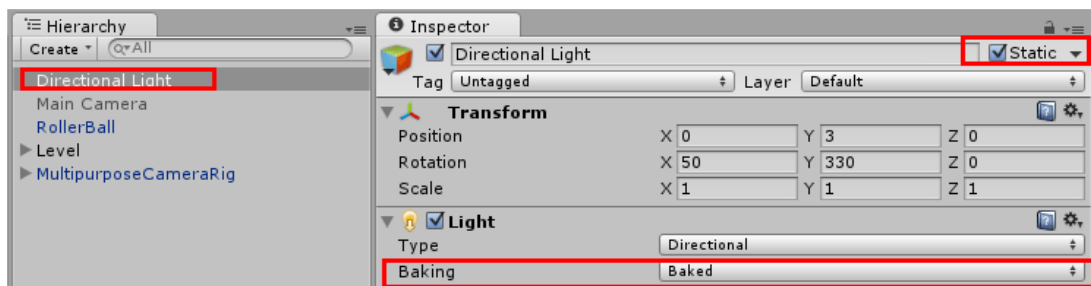 Hierarchy
Create
All
Directional Light
Main Camera
RollerBall
Level
MultipurposeCameraRig
Inspector
Directional Light Static
Tag Untagged Layer Default
Transform
Position X 0 Y 3 Z 0
Rotation X 50 Y 330 Z 0
Scale X 1 Y 1 Z 1
Light
Type Directional
Baking Baked